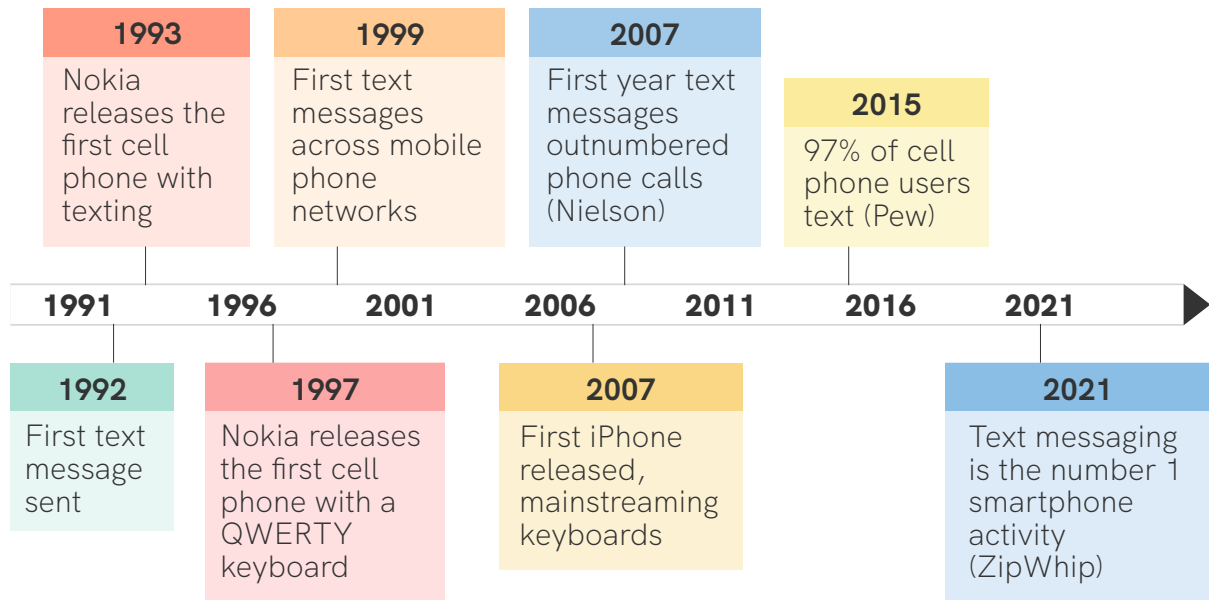 1993
Nokia
releases the
first cell
phone with
texting
1999
First text
messages
across mobile
phone
networks
2007
First year text
messages
outnumbered
phone calls
(Nielson)
2015
97% of cell
phone users
text (Pew)
1991
1996
2001
2006
2011
2016
2021
1992
First text
message
sent
1997
Nokia releases
the first cell
phone with a
QWERTY
keyboard
2007
First iPhone
released,
mainstreaming
keyboards
2021
Text messaging
is the number 1
smartphone
activity
(ZipWhip)